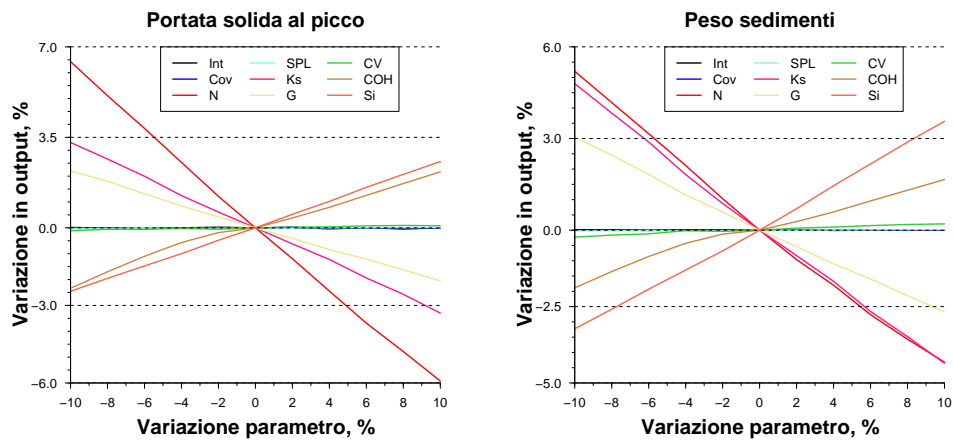 Portata solida al picco
Variazione in output, %
7.0
3.5
0.0
−3.0
−6.0
Int SPL CV
Cov Ks COH
N G Si
−10 −8 −6 −4 −2 0 2 4 6 8 10
Variazione parametro, %
Peso sedimenti
Variazione in output, %
6.0
3.0
0.0
−2.5
−5.0
Int SPL CV
Cov Ks COH
N G Si
−10 −8 −6 −4 −2 0 2 4 6 8 10
Variazione parametro, %